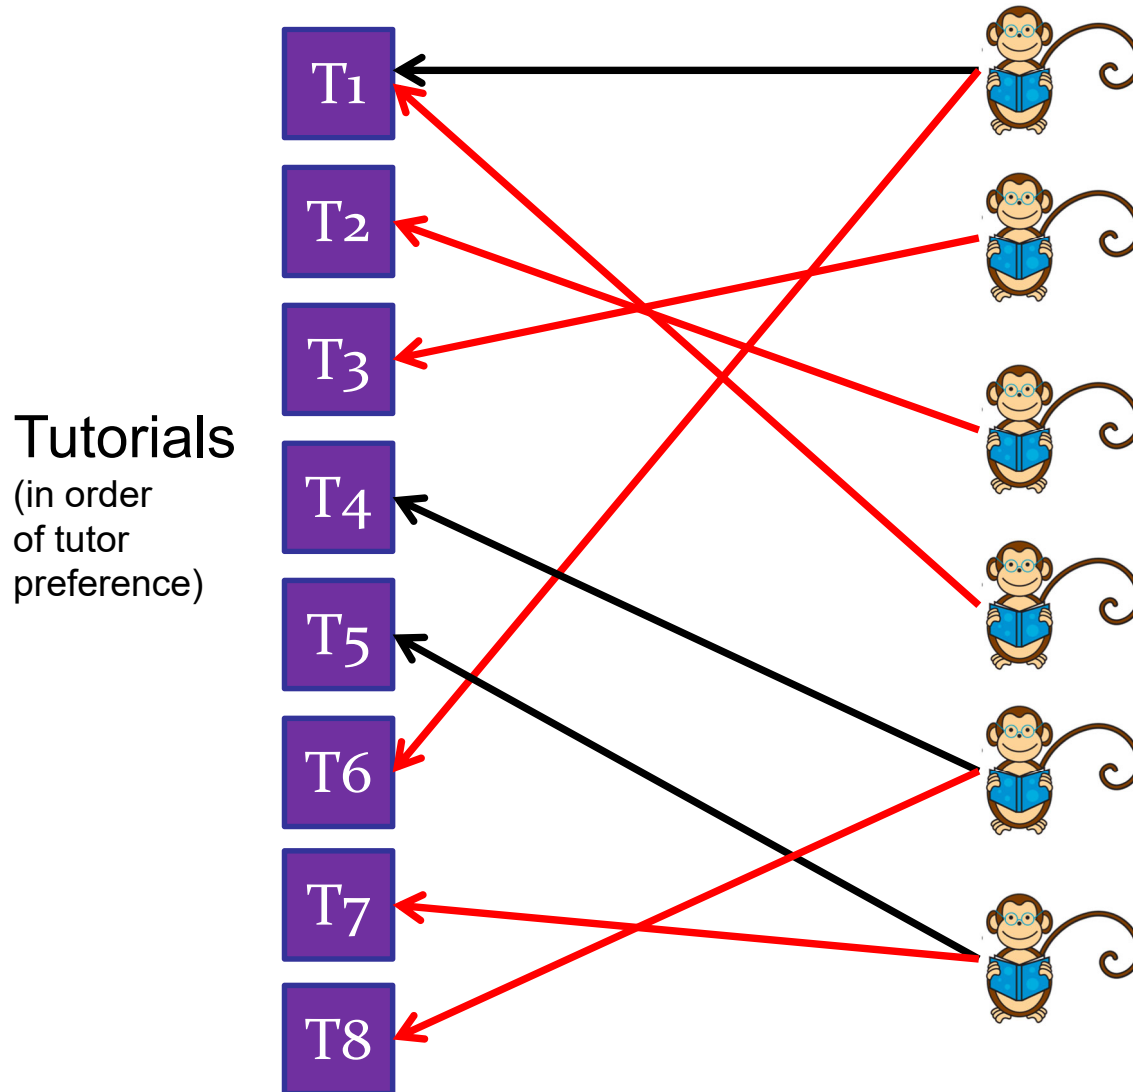 T1
T2
T3
Tutorials
(in order
of tutor
preference)
T4
T5
T6
T7
T8